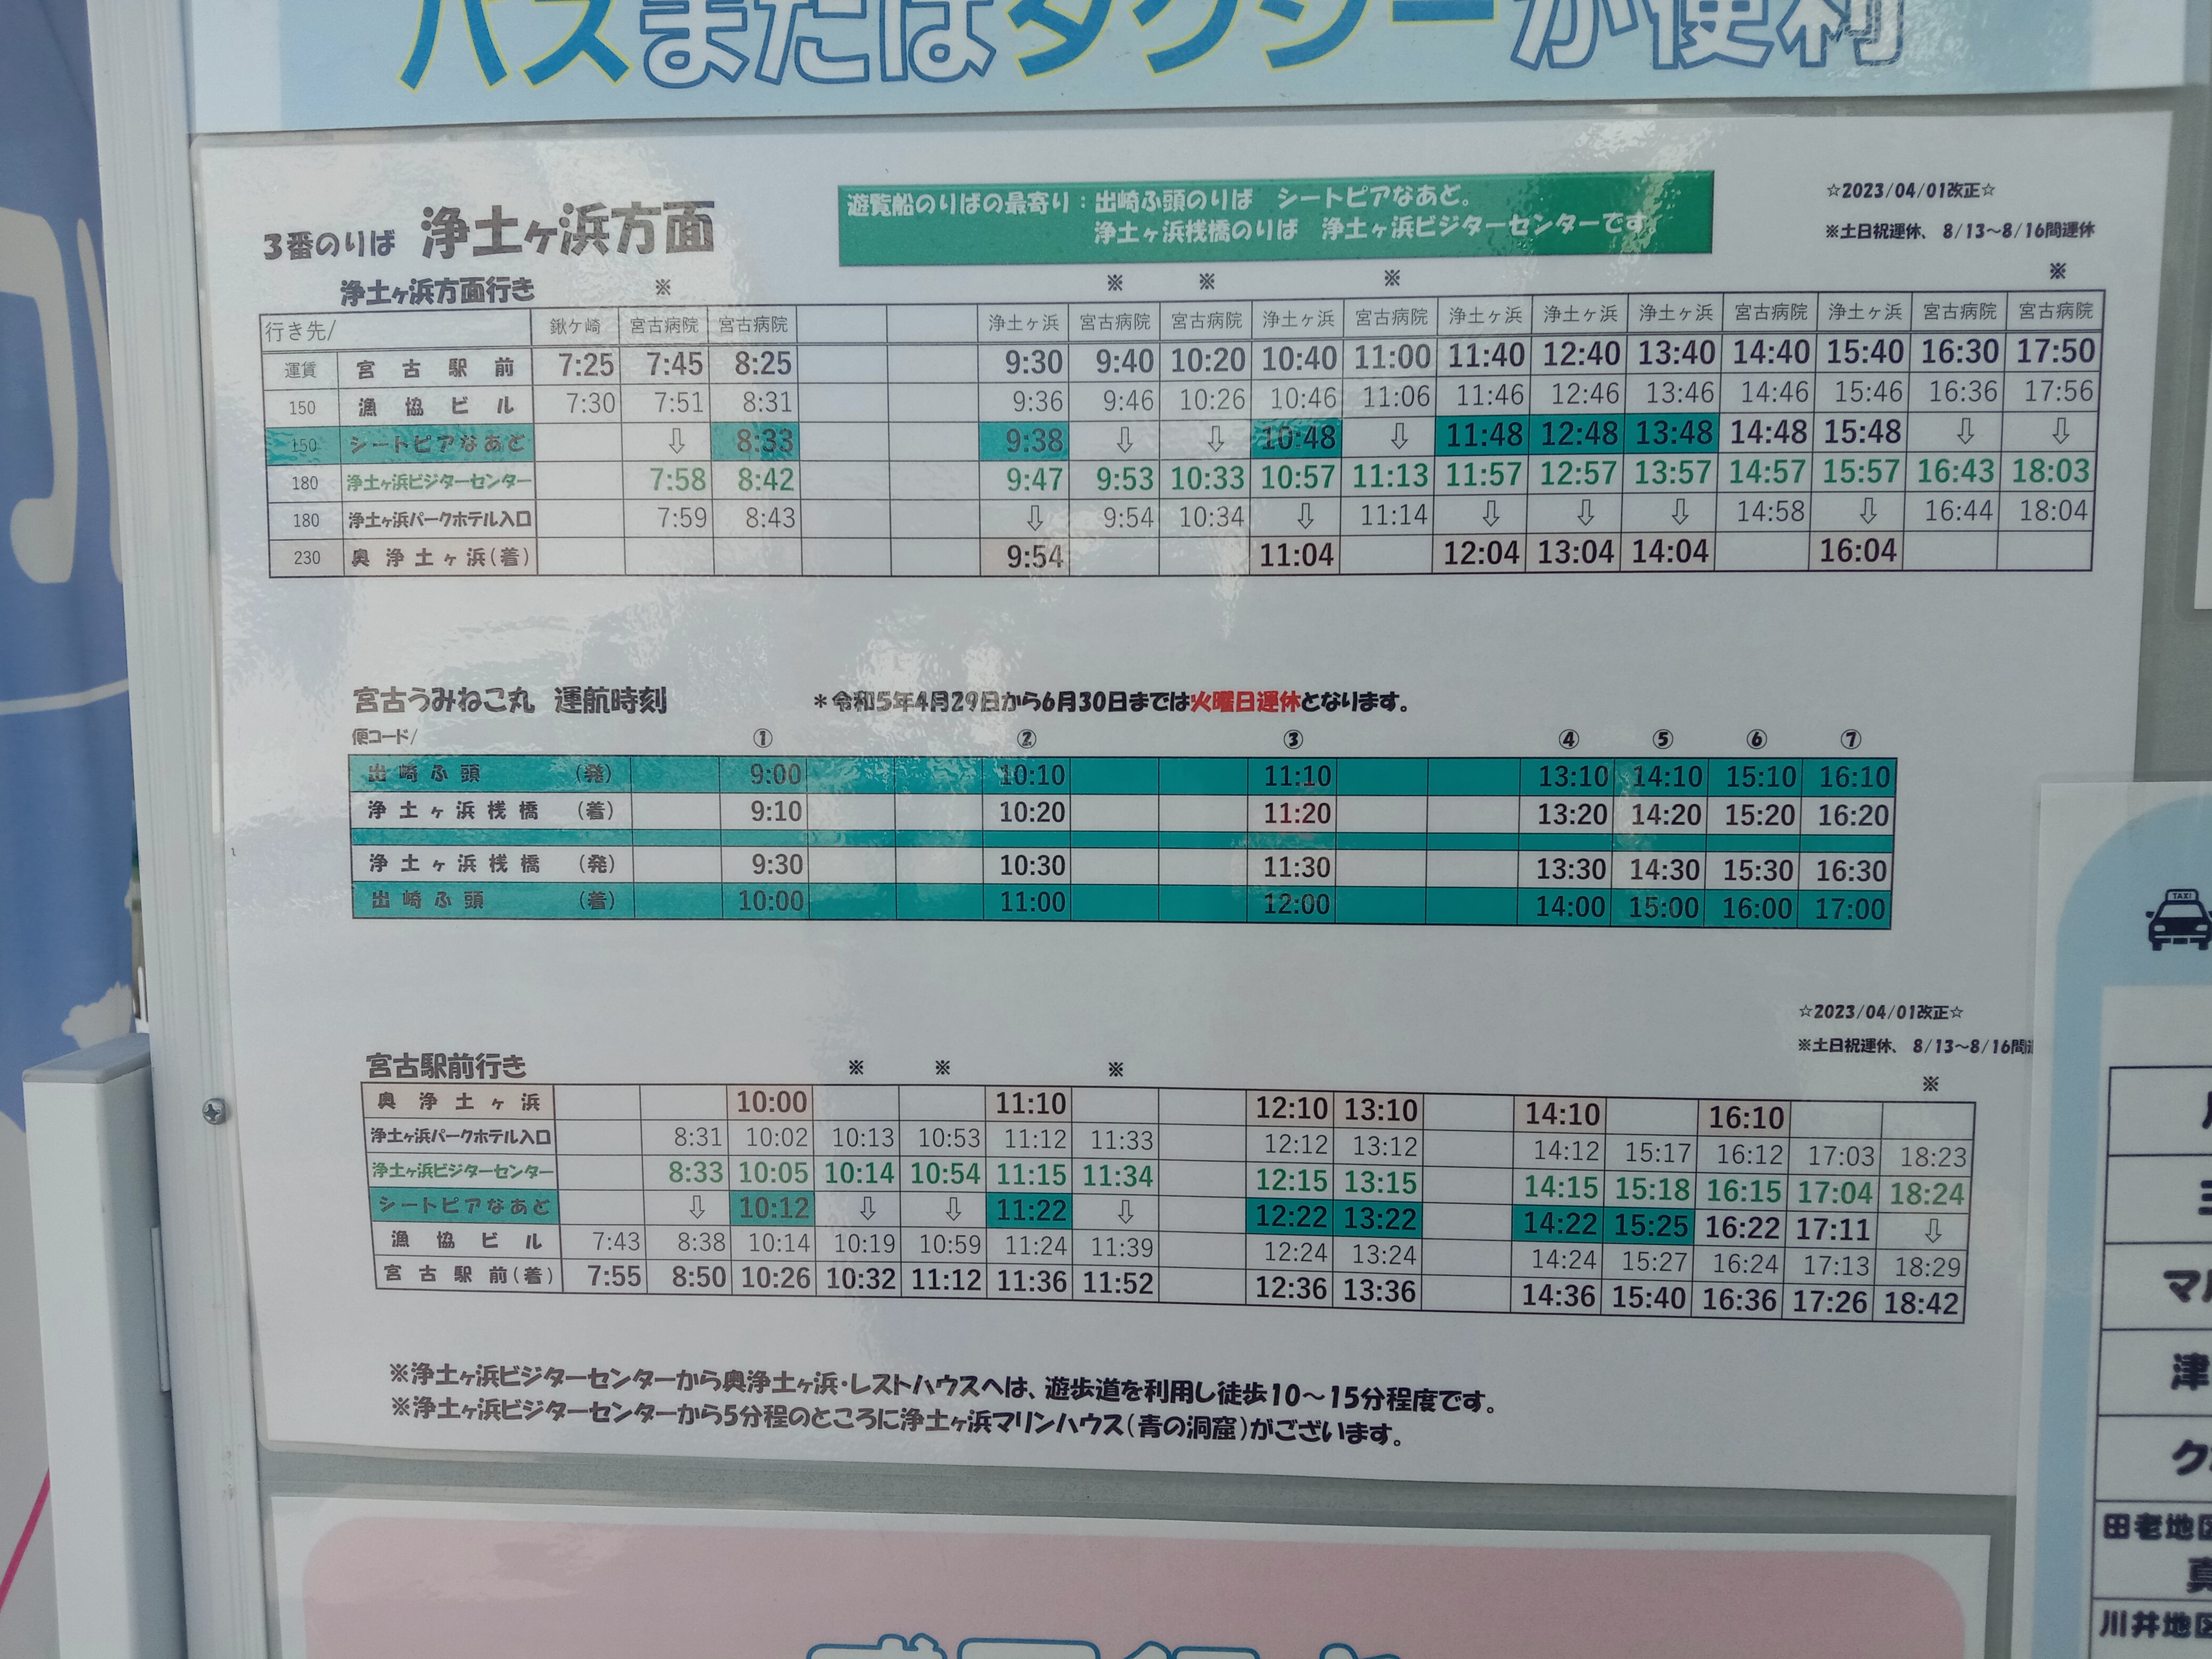 バスまたはタクシーが便利
3番のりば 浄土ヶ浜方面
遊覧船のりばの最寄り：出崎ふ頭のりば　シートピアなあど。
浄土ヶ浜桟橋のりば　浄土ヶ浜ビジターセンターです
☆2023/04/01改正☆
※土日祝運休、 8/13～8/16間運休
浄土ヶ浜方面行き ※ ※ ※ ※ ※
行き先/ 鍬ケ崎 宮古病院 宮古病院 浄土ヶ浜 宮古病院 宮古病院 浄土ヶ浜 宮古病院 浄土ヶ浜 浄土ヶ浜 浄土ヶ浜 宮古病院 浄土ヶ浜 宮古病院 宮古病院
運賃 宮古駅前 7:25 7:45 8:25 9:30 9:40 10:20 10:40 11:00 11:40 12:40 13:40 14:40 15:40 16:30 17:50
150 漁協ビル 7:30 7:51 8:31 9:36 9:46 10:26 10:46 11:06 11:46 12:46 13:46 14:46 15:46 16:36 17:56
150 シートピアなあど ⇩ 8:33 9:38 ⇩ ⇩ 10:48 ⇩ 11:48 12:48 13:48 14:48 15:48 ⇩ ⇩
180 浄土ヶ浜ビジターセンター 7:58 8:42 9:47 9:53 10:33 10:57 11:13 11:57 12:57 13:57 14:57 15:57 16:43 18:03
180 浄土ヶ浜パークホテル入口 7:59 8:43 ⇩ 9:54 10:34 ⇩ 11:14 ⇩ ⇩ ⇩ 14:58 ⇩ 16:44 18:04
230 奥浄土ヶ浜(着) 9:54 11:04 12:04 13:04 14:04 16:04
宮古うみねこ丸　運航時刻 ＊令和5年4月29日から6月30日までは火曜日運休となります。
便コード/ ① ② ③ ④ ⑤ ⑥ ⑦
出崎ふ頭 (発) 9:00 10:10 11:10 13:10 14:10 15:10 16:10
浄土ヶ浜桟橋 (着) 9:10 10:20 11:20 13:20 14:20 15:20 16:20
浄土ヶ浜桟橋 (発) 9:30 10:30 11:30 13:30 14:30 15:30 16:30
出崎ふ頭 (着) 10:00 11:00 12:00 14:00 15:00 16:00 17:00
☆2023/04/01改正☆
※土日祝運休、 8/13～8/16間
宮古駅前行き ※ ※ ※ ※
奥浄土ヶ浜 10:00 11:10 12:10 13:10 14:10 16:10
浄土ヶ浜パークホテル入口 8:31 10:02 10:13 10:53 11:12 11:33 12:12 13:12 14:12 15:17 16:12 17:03 18:23
浄土ヶ浜ビジターセンター 8:33 10:05 10:14 10:54 11:15 11:34 12:15 13:15 14:15 15:18 16:15 17:04 18:24
シートピアなあど ⇩ 10:12 ⇩ ⇩ 11:22 ⇩ 12:22 13:22 14:22 15:25 16:22 17:11 ⇩
漁協ビル 7:43 8:38 10:14 10:19 10:59 11:24 11:39 12:24 13:24 14:24 15:27 16:24 17:13 18:29
宮古駅前(着) 7:55 8:50 10:26 10:32 11:12 11:36 11:52 12:36 13:36 14:36 15:40 16:36 17:26 18:42
※浄土ヶ浜ビジターセンターから奥浄土ヶ浜・レストハウスへは、遊歩道を利用し徒歩10～15分程度です。
※浄土ヶ浜ビジターセンターから5分程のところに浄土ヶ浜マリンハウス(青の洞窟)がございます。
TAXI
マル
津
ク
田老地区
川井地区